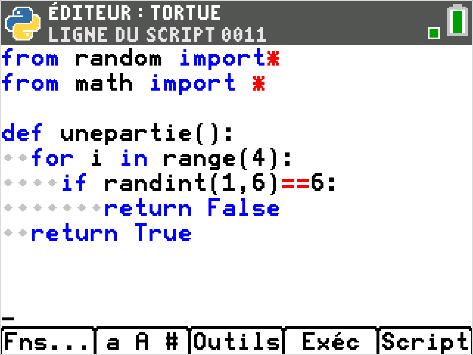 ÉDITEUR : TORTUE
LIGNE DU SCRIPT 0011
from random import*
from math import *
def unepartie():
••for i in range(4):
••••if randint(1,6)==6:
•••••••return False
••return True
_
Fns... a A # Outils Exéc Script